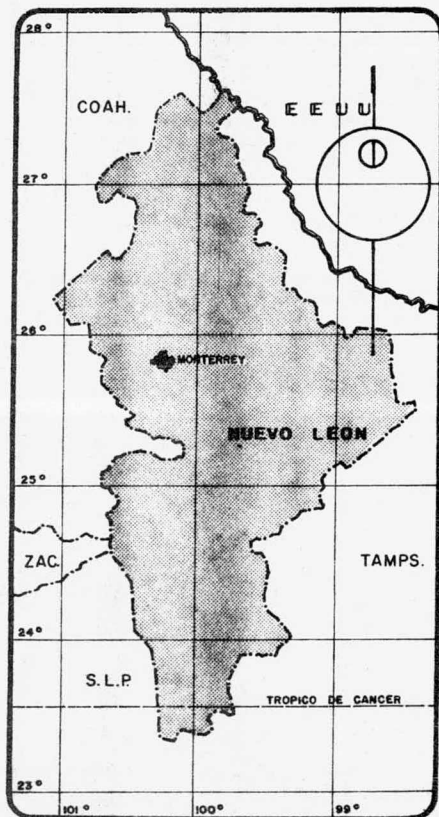 28°
COAH.
EEUU
27°
26°
MONTERREY
NUEVO LEON
25°
ZAC.
TAMPS.
24°
S.L.P.
TROPICO DE CANCER
23°
101° 100° 99°